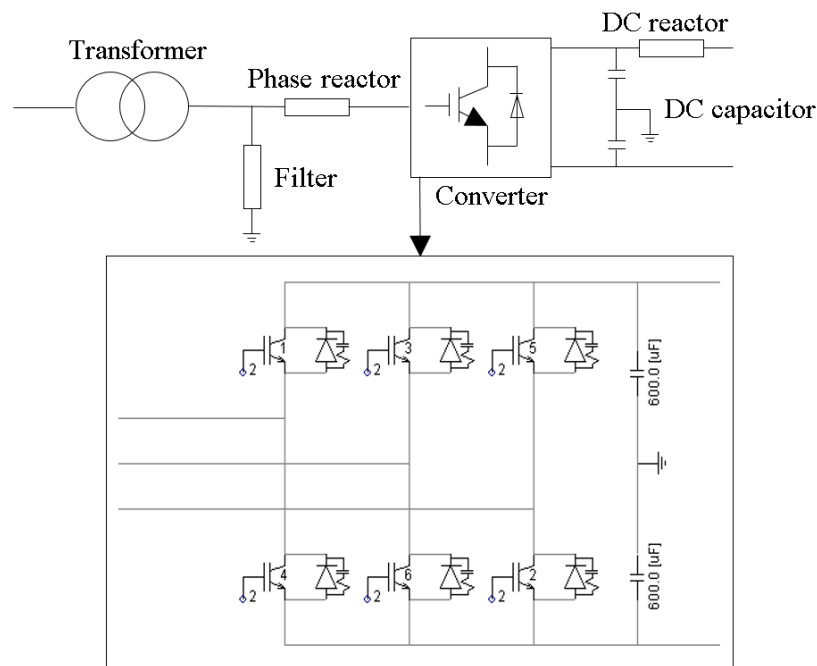 DC reactor
Transformer
Phase reactor
DC capacitor
Filter
Converter
1
3
5
2
2
2
600.0 [uF]
4
6
2
2
2
2
600.0 [uF]